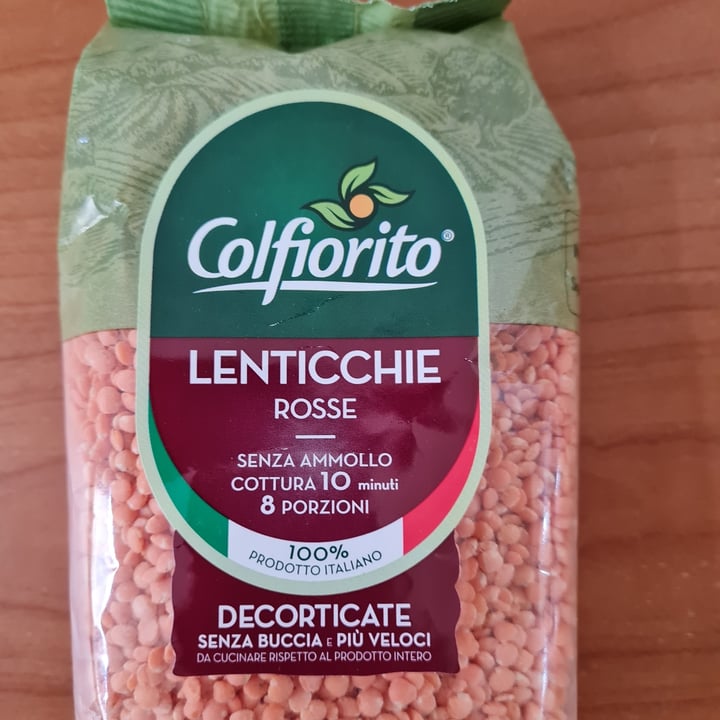 Colfiorito®
LENTICCHIE
ROSSE
SENZA AMMOLLO
COTTURA 10 minuti
8 PORZIONI
100%
PRODOTTO ITALIANO
DECORTICATE
SENZA BUCCIA E PIÙ VELOCI
DA CUCINARE RISPETTO AL PRODOTTO INTERO